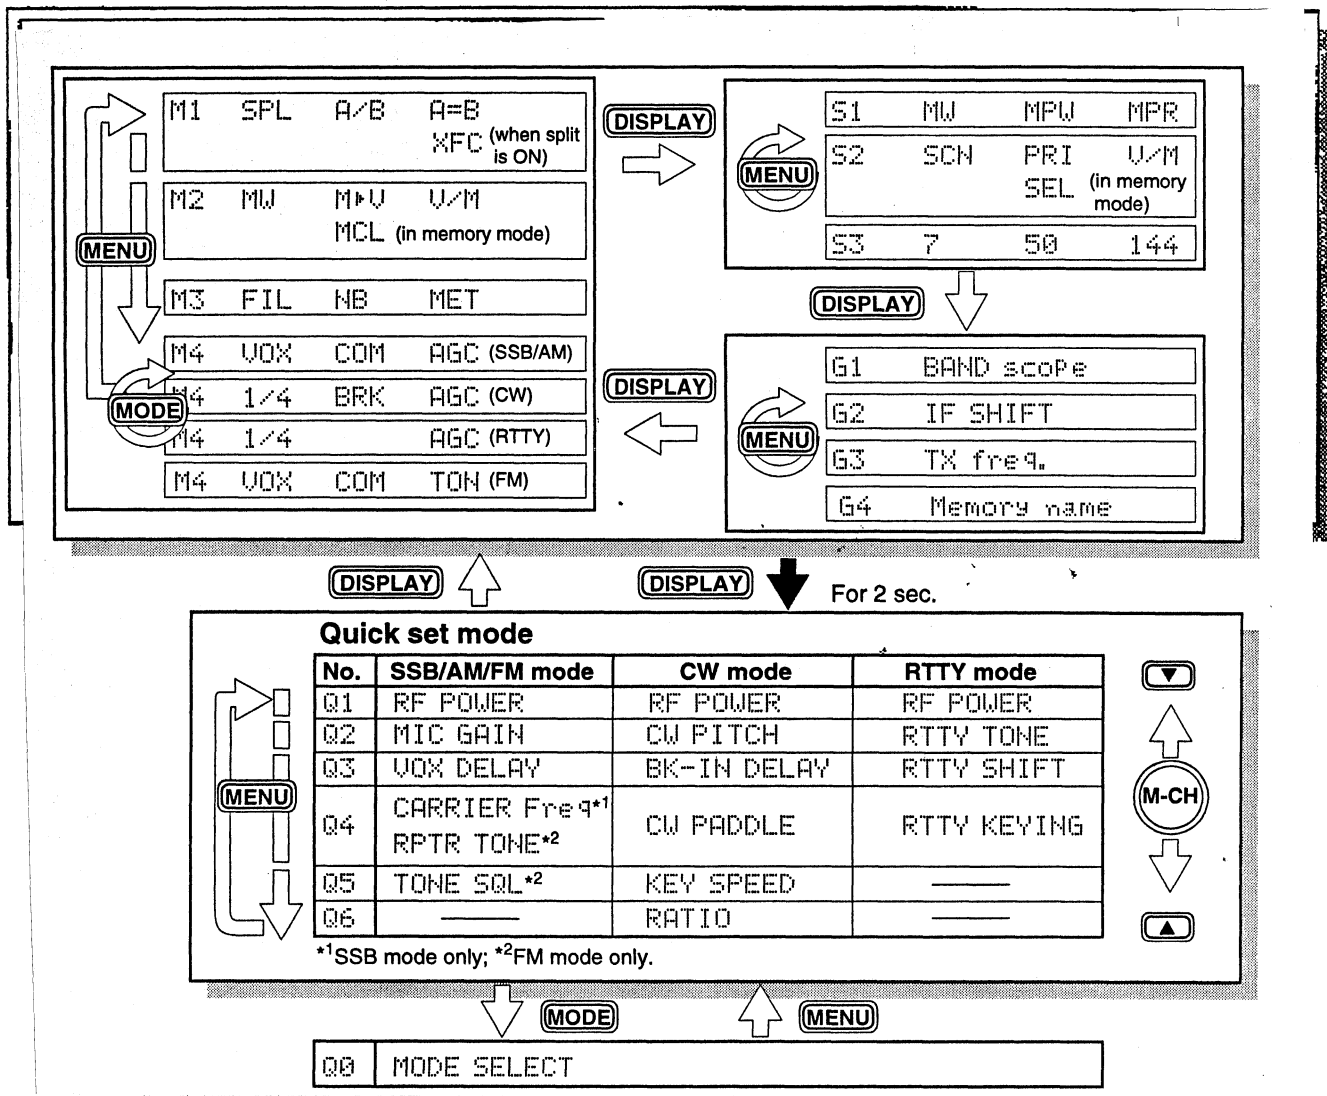 M1 SPL A/B A=B
XFC (when split is ON)
M2 MW M▸V V/M
MCL (in memory mode)
MENU
M3 FIL NB MET
M4 VOX COM AGC (SSB/AM)
M4 1/4 BRK AGC (CW)
MODE
M4 1/4 AGC (RTTY)
M4 VOX COM TON (FM)
DISPLAY
S1 MW MPW MPR
S2 SCN PRI V/M
SEL (in memory mode)
MENU
S3 7 50 144
DISPLAY
G1 BAND scope
G2 IF SHIFT
MENU
G3 TX freq.
G4 Memory name
DISPLAY
DISPLAY
DISPLAY
For 2 sec.
Quick set mode
No. SSB/AM/FM mode CW mode RTTY mode
Q1 RF POWER RF POWER RF POWER
Q2 MIC GAIN CW PITCH RTTY TONE
Q3 VOX DELAY BK-IN DELAY RTTY SHIFT
MENU
Q4 CARRIER Freq*1 CW PADDLE RTTY KEYING
RPTR TONE*2
Q5 TONE SQL*2 KEY SPEED ——
Q6 —— RATIO ——
▼
M-CH
▲
*1SSB mode only; *2FM mode only.
MODE
MENU
Q0 MODE SELECT